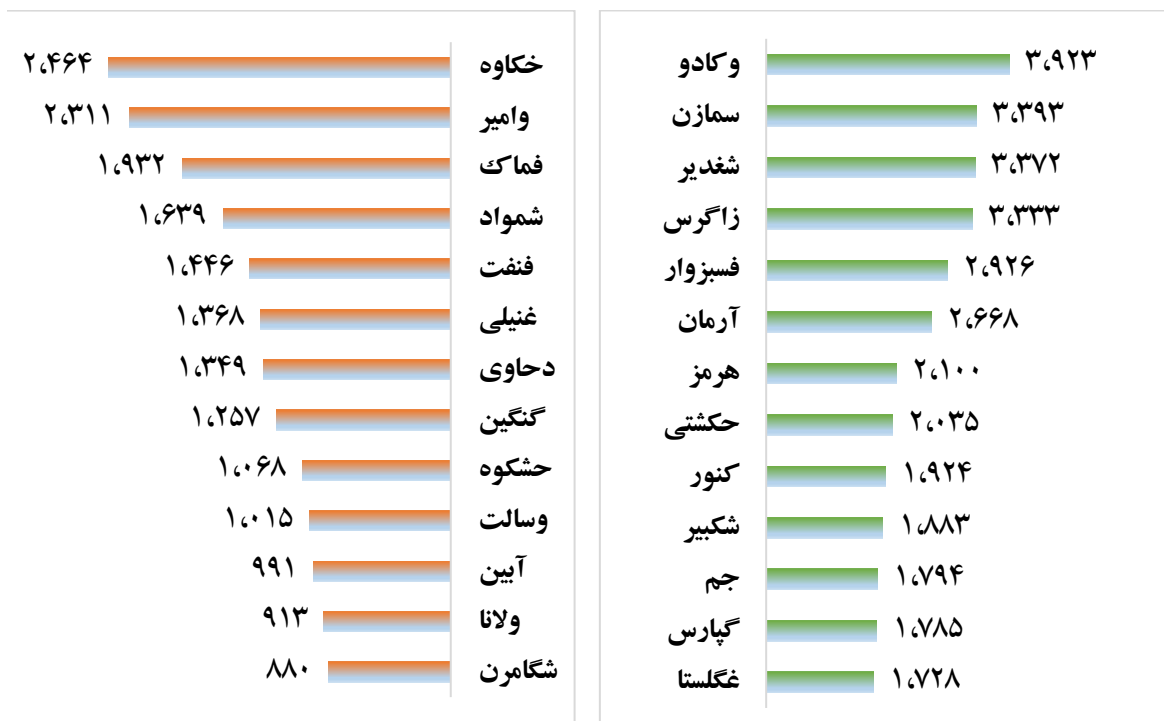 وکادو ۳،۹۲۳
سمازن ۳،۳۹۳
شغدیر ۳،۳۷۲
زاگرس ۳،۳۳۳
فسبزوار ۲،۹۲۶
آرمان ۲،۶۶۸
هرمز ۲،۱۰۰
حکشتی ۲،۰۳۵
کنور ۱،۹۲۴
شکبیر ۱،۸۸۳
جم ۱،۷۹۴
گپارس ۱،۷۸۵
غگلستا ۱،۷۲۸
خکاوه ۲،۴۶۴
وامیر ۲،۳۱۱
فماک ۱،۹۳۲
شمواد ۱،۶۳۹
فنفت ۱،۴۴۶
غنیلی ۱،۳۶۸
دحاوی ۱،۳۴۹
گنگین ۱،۲۵۷
حشکوه ۱،۰۶۸
وسالت ۱،۰۱۵
آبین ۹۹۱
ولانا ۹۱۳
شگامرن ۸۸۰